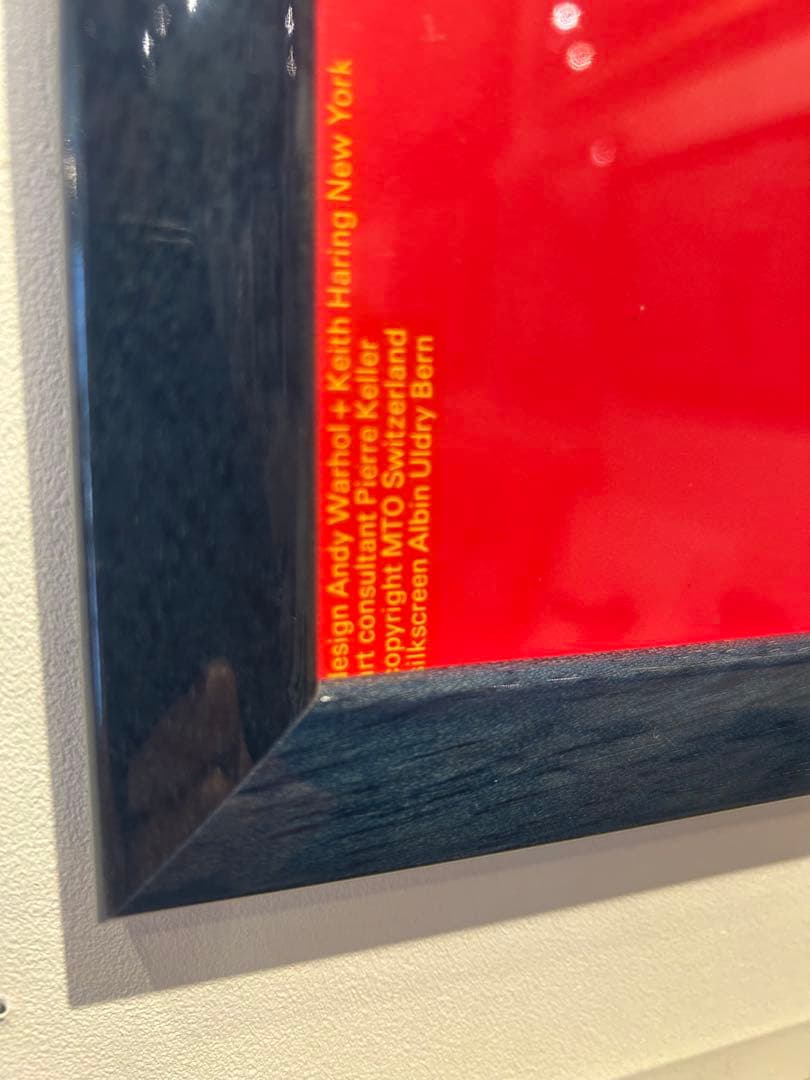 esign Andy Warhol + Keith Haring New York
rt consultant Pierre Keller
opyright MTO Switzerland
ilkscreen Albin Uldry Bern